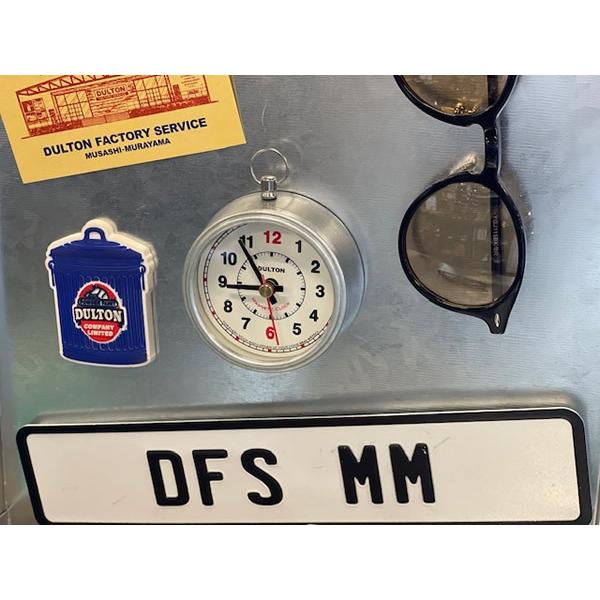 DULTON
DULTON FACTORY SERVICE
MUSASHI-MURAYAMA
DULTON
COMPANY
LIMITED
12
1
2
3
4
5
6
7
8
9
10
11
DULTON
DFS MM